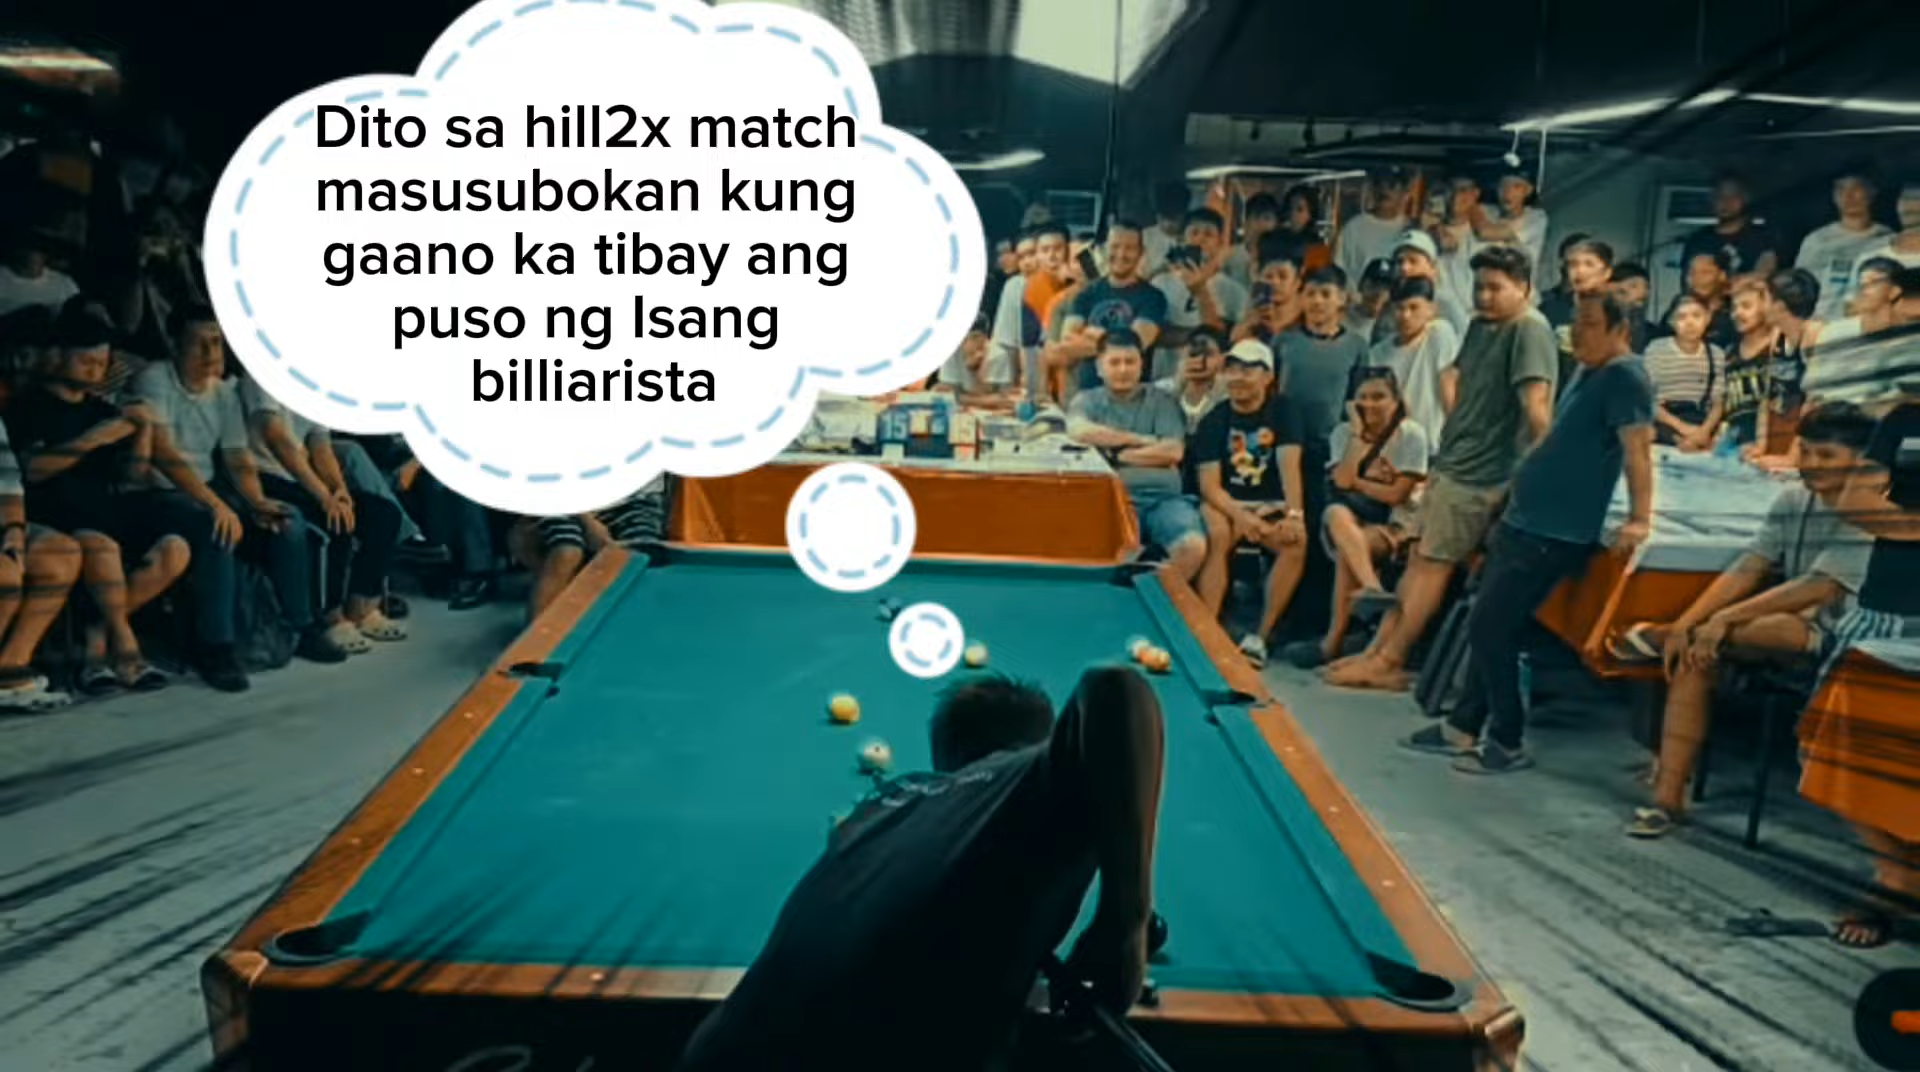 Dito sa hill2x match
masusubokan kung
gaano ka tibay ang
puso ng Isang
billiarista